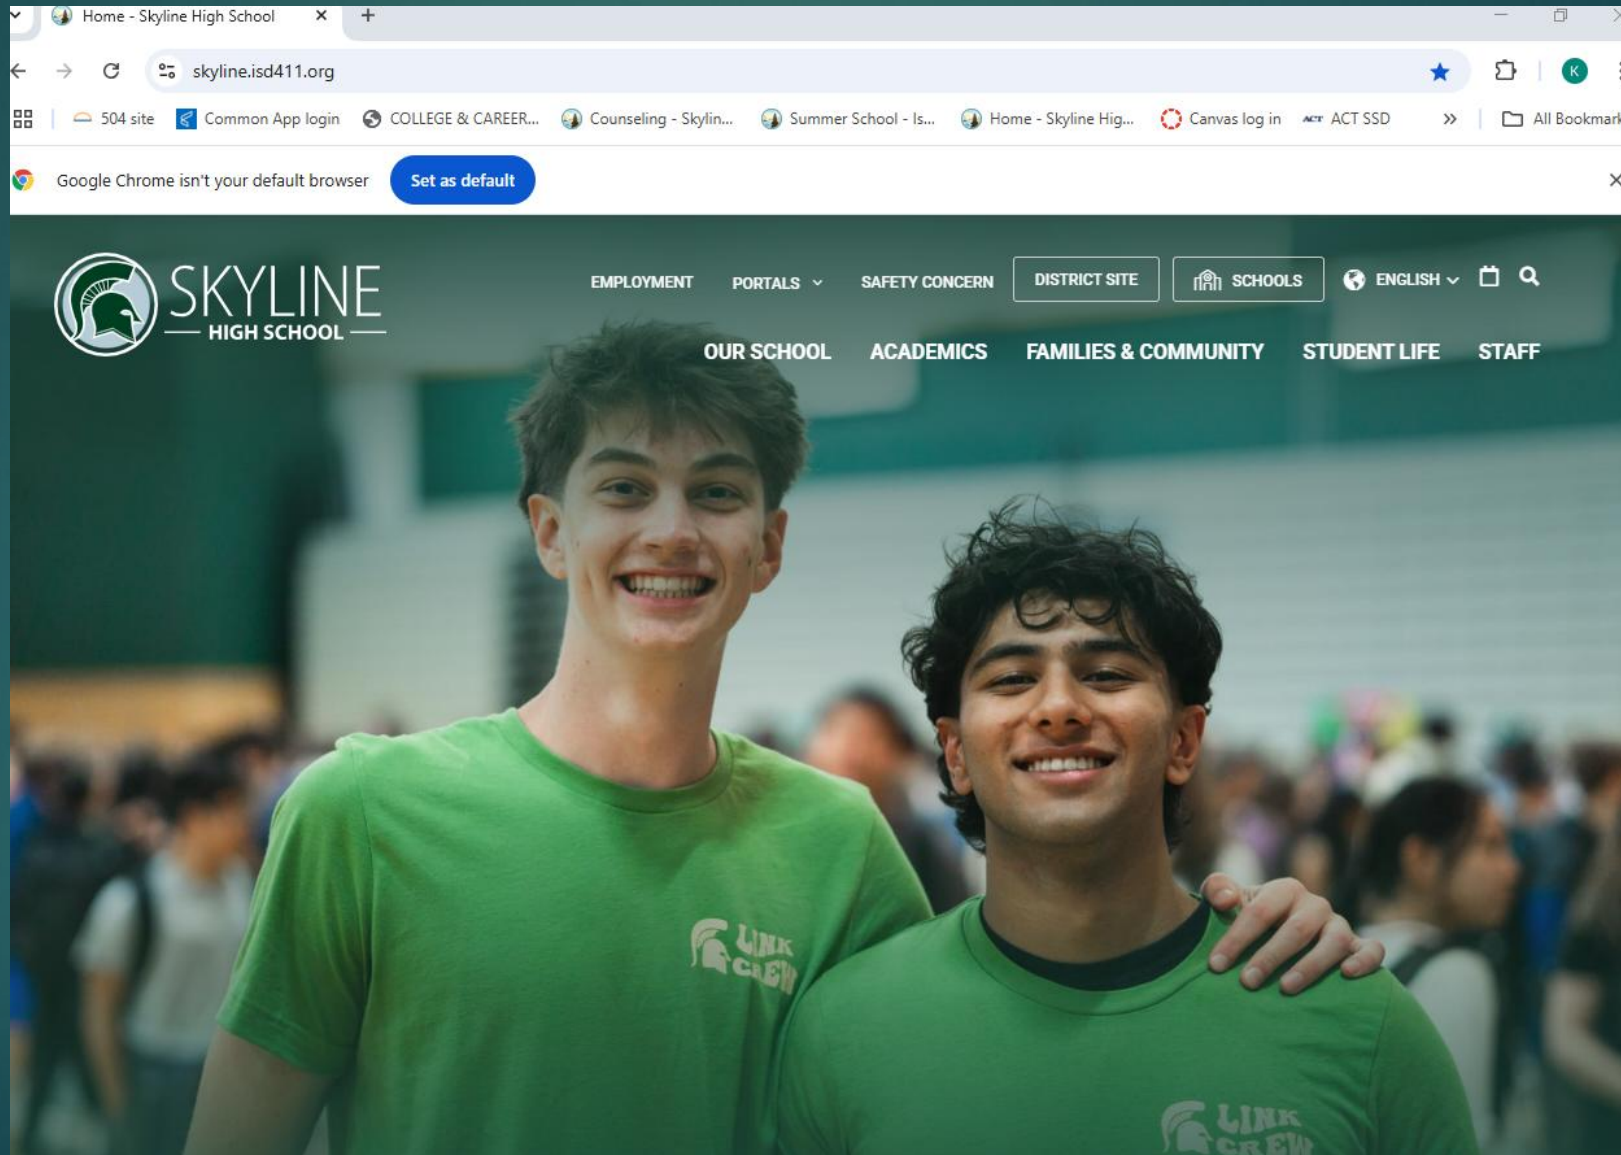 Home - Skyline High School
skyline.isd411.org
504 site Common App login COLLEGE & CAREER... Counseling - Skylin... Summer School - Is... Home - Skyline Hig... Canvas log in ACT ACT SSD » All Bookmark
Google Chrome isn't your default browser Set as default
EMPLOYMENT PORTALS SAFETY CONCERN DISTRICT SITE SCHOOLS ENGLISH
SKYLINE
HIGH SCHOOL
OUR SCHOOL ACADEMICS FAMILIES & COMMUNITY STUDENT LIFE STAFF
LINK
CREW
LINK
CREW
K